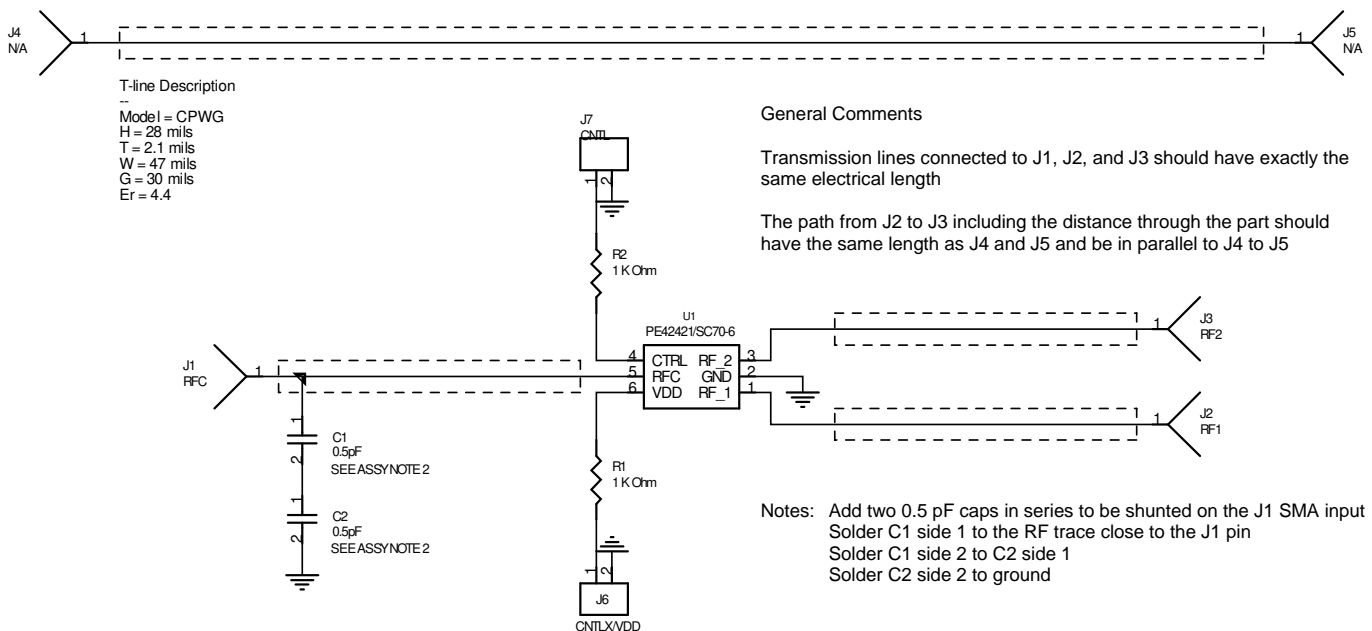 J4
N/A
1
1
J5
N/A
T-line Description
--
Model = CPWG
H = 28 mils
T = 2.1 mils
W = 47 mils
G = 30 mils
Er = 4.4
J7
CNTL
1
2
General Comments
Transmission lines connected to J1, J2, and J3 should have exactly the
same electrical length
The path from J2 to J3 including the distance through the part should
have the same length as J4 and J5 and be in parallel to J4 to J5
R2
1 K Ohm
U1
PE42421/SC70-6
4
CTRL
RF_2
3
5
RFC
GND
2
6
VDD
RF_1
1
1
J3
RF2
J1
RFC
1
1
J2
RF1
1
C1
0.5pF
2
SEE ASSY NOTE 2
1
C2
0.5pF
2
SEE ASSY NOTE 2
R1
1 K Ohm
1
2
J6
CNTLX/VDD
Notes: Add two 0.5 pF caps in series to be shunted on the J1 SMA input
Solder C1 side 1 to the RF trace close to the J1 pin
Solder C1 side 2 to C2 side 1
Solder C2 side 2 to ground